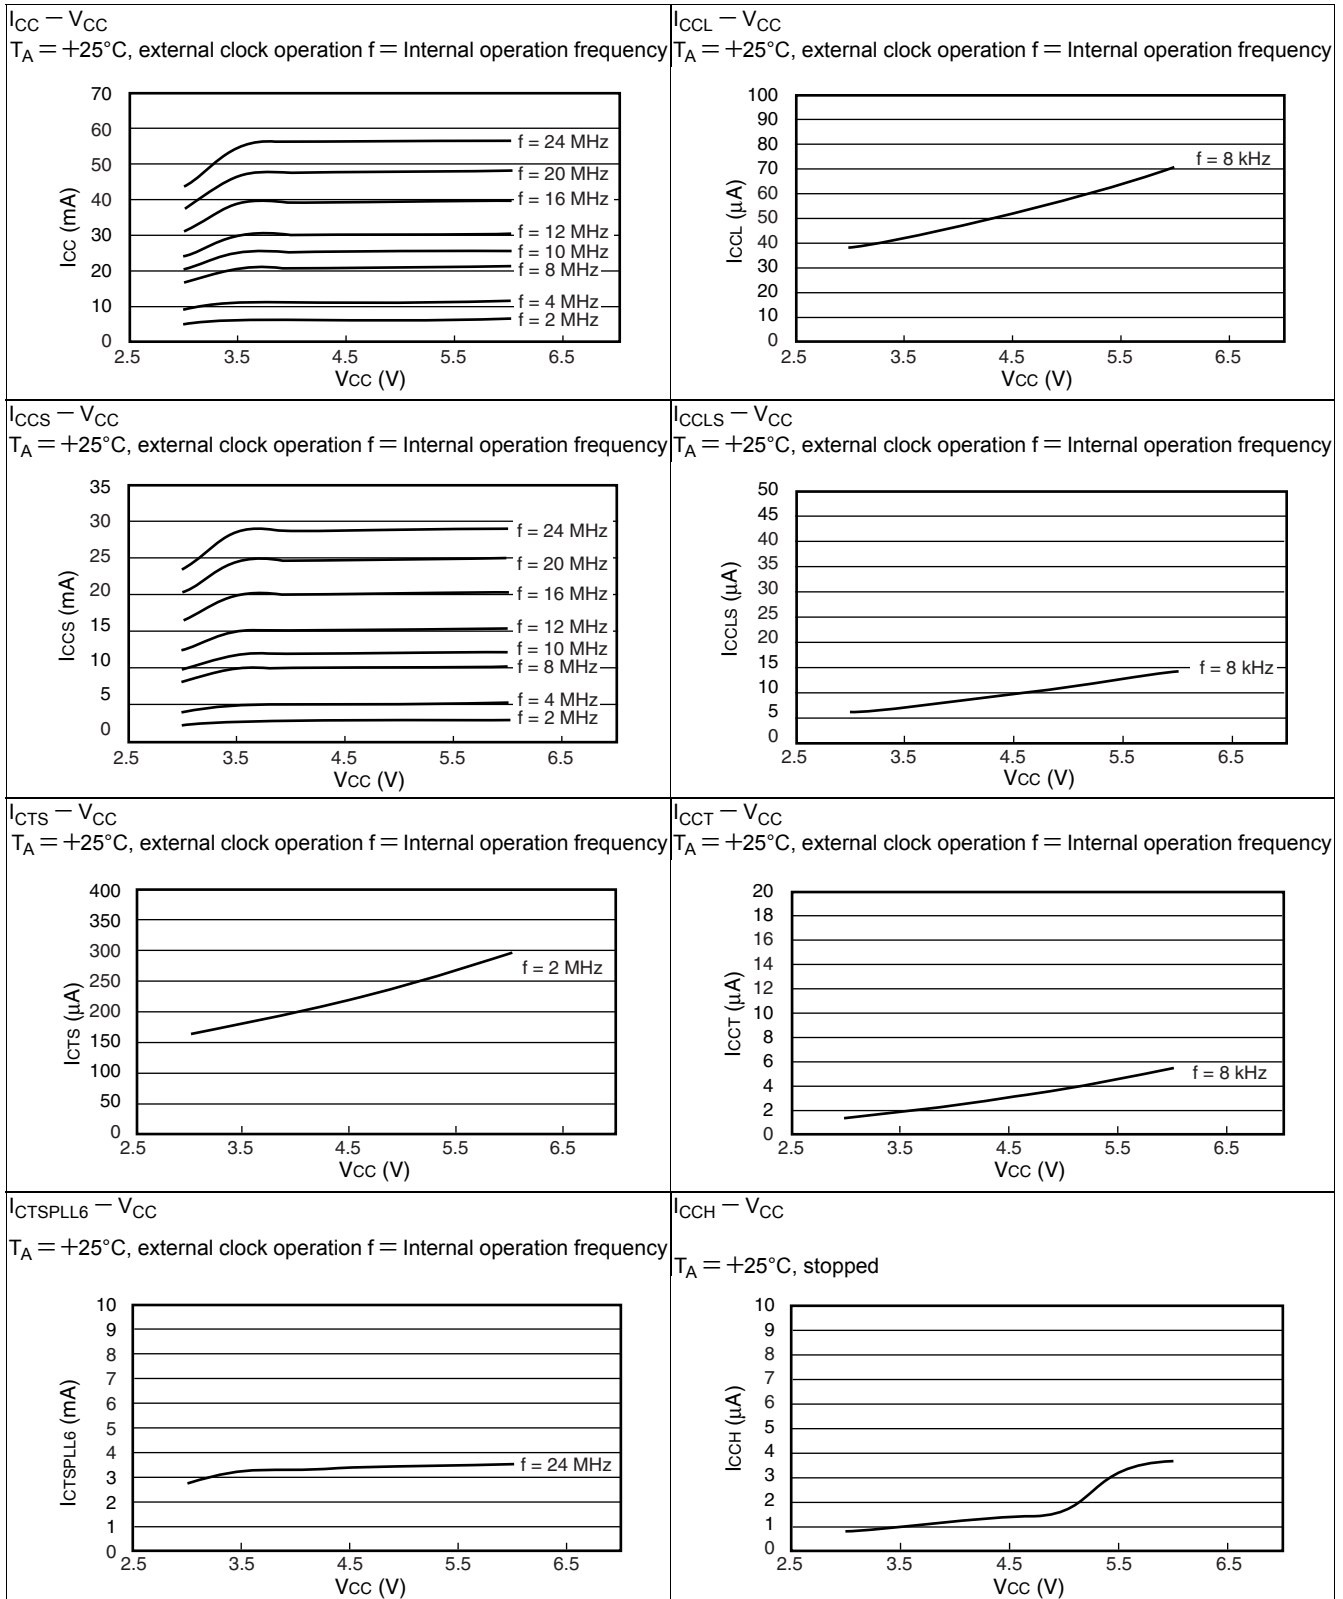 ICC － VCC
TA = +25°C, external clock operation f = Internal operation frequency
70
60
50
40
30
20
10
0
ICC (mA)
f = 24 MHz
f = 20 MHz
f = 16 MHz
f = 12 MHz
f = 10 MHz
f = 8 MHz
f = 4 MHz
f = 2 MHz
2.5 3.5 4.5 5.5 6.5
VCC (V)
ICCL － VCC
TA = +25°C, external clock operation f = Internal operation frequency
100
90
80
70
60
50
40
30
20
10
0
ICCL (μA)
f = 8 kHz
2.5 3.5 4.5 5.5 6.5
VCC (V)
ICCS － VCC
TA = +25°C, external clock operation f = Internal operation frequency
35
30
25
20
15
10
5
0
ICCS (mA)
f = 24 MHz
f = 20 MHz
f = 16 MHz
f = 12 MHz
f = 10 MHz
f = 8 MHz
f = 4 MHz
f = 2 MHz
2.5 3.5 4.5 5.5 6.5
VCC (V)
ICCLS － VCC
TA = +25°C, external clock operation f = Internal operation frequency
50
45
40
35
30
25
20
15
10
5
0
ICCLS (μA)
f = 8 kHz
2.5 3.5 4.5 5.5 6.5
VCC (V)
ICTS － VCC
TA = +25°C, external clock operation f = Internal operation frequency
400
350
300
250
200
150
100
50
0
ICTS (μA)
f = 2 MHz
2.5 3.5 4.5 5.5 6.5
VCC (V)
ICCT － VCC
TA = +25°C, external clock operation f = Internal operation frequency
20
18
16
14
12
10
8
6
4
2
0
ICCT (μA)
f = 8 kHz
2.5 3.5 4.5 5.5 6.5
VCC (V)
ICTSPLL6 － VCC
TA = +25°C, external clock operation f = Internal operation frequency
10
9
8
7
6
5
4
3
2
1
0
ICTSPLL6 (mA)
f = 24 MHz
2.5 3.5 4.5 5.5 6.5
VCC (V)
ICCH － VCC
TA = +25°C, stopped
10
9
8
7
6
5
4
3
2
1
0
ICCH (μA)
2.5 3.5 4.5 5.5 6.5
VCC (V)